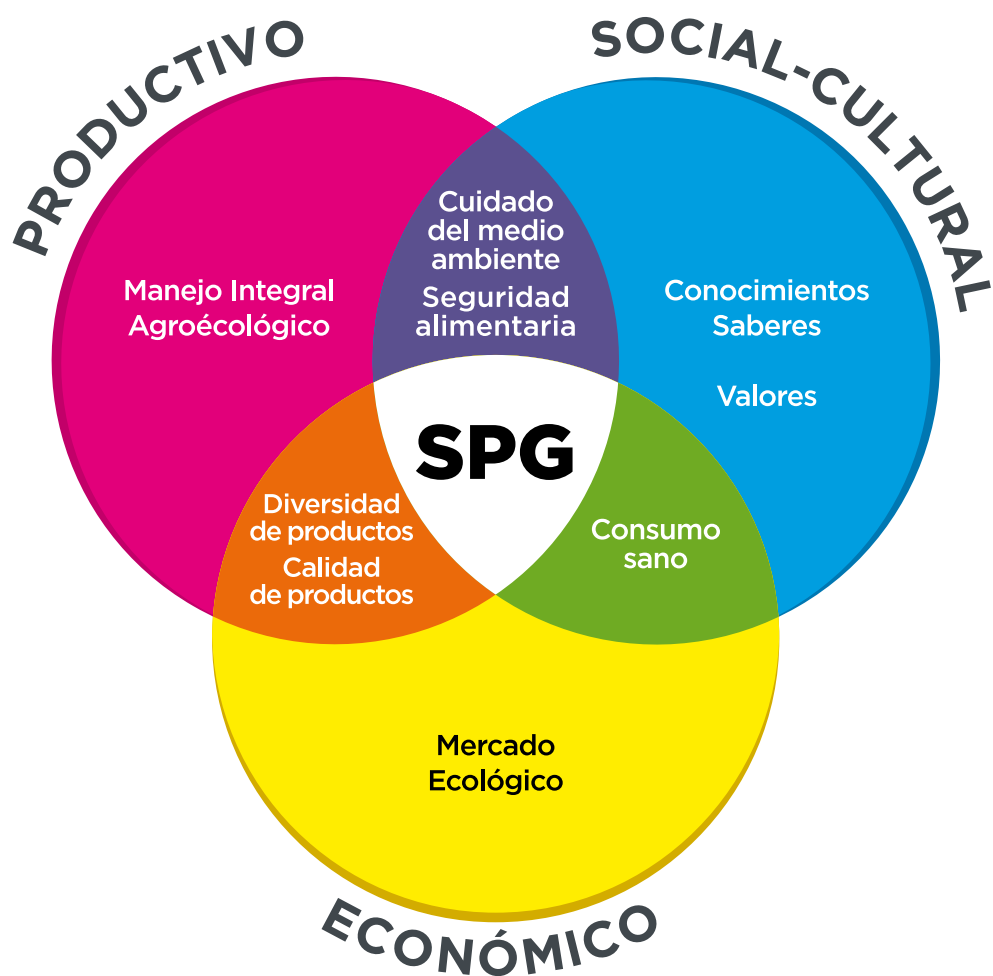 PRODUCTIVO
SOCIAL-CULTURAL
Cuidado
del medio
ambiente
Seguridad
alimentaria
Manejo Integral
Agroécológico
Conocimientos
Saberes
Valores
SPG
Diversidad
de productos
Calidad
de productos
Consumo
sano
Mercado
Ecológico
ECONÓMICO